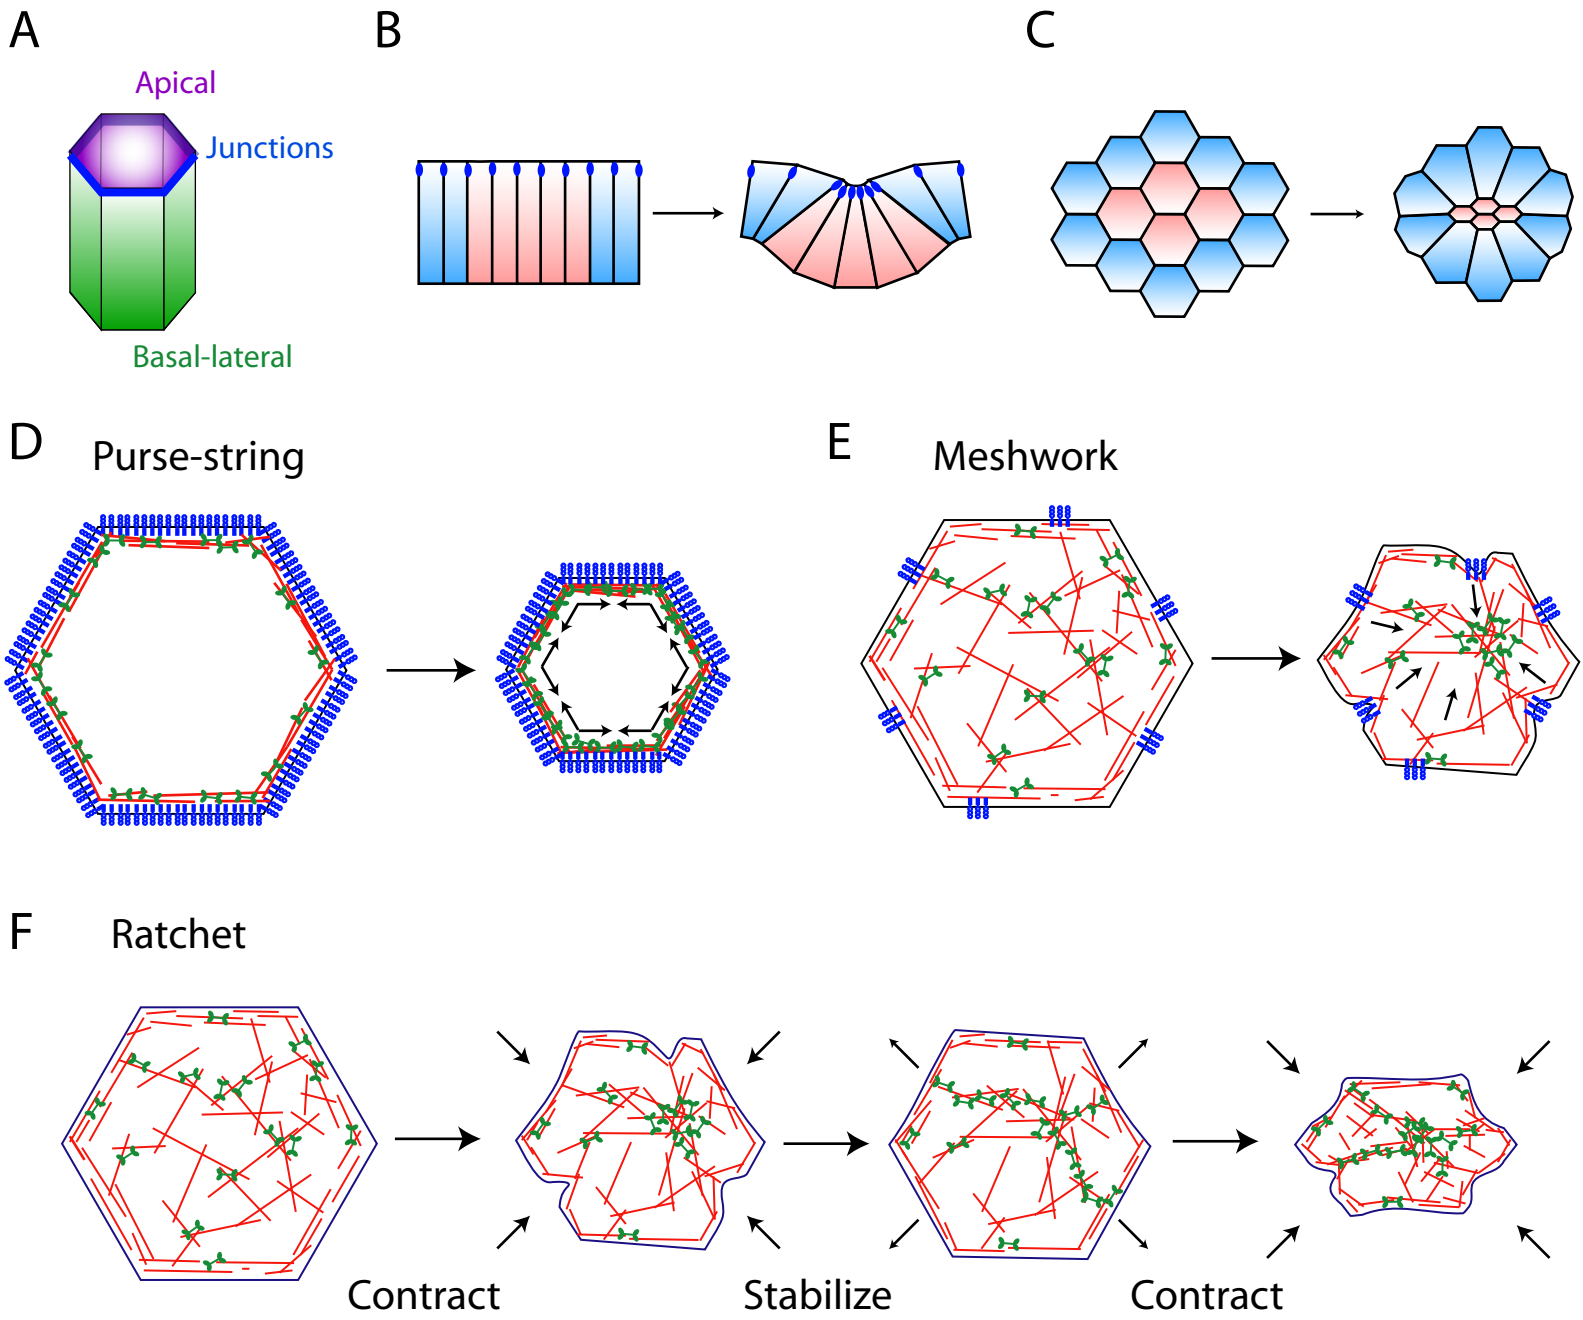 A
B
C
Apical
Junctions
Basal-lateral
D
Purse-string
E
Meshwork
F
Ratchet
Contract
Stabilize
Contract